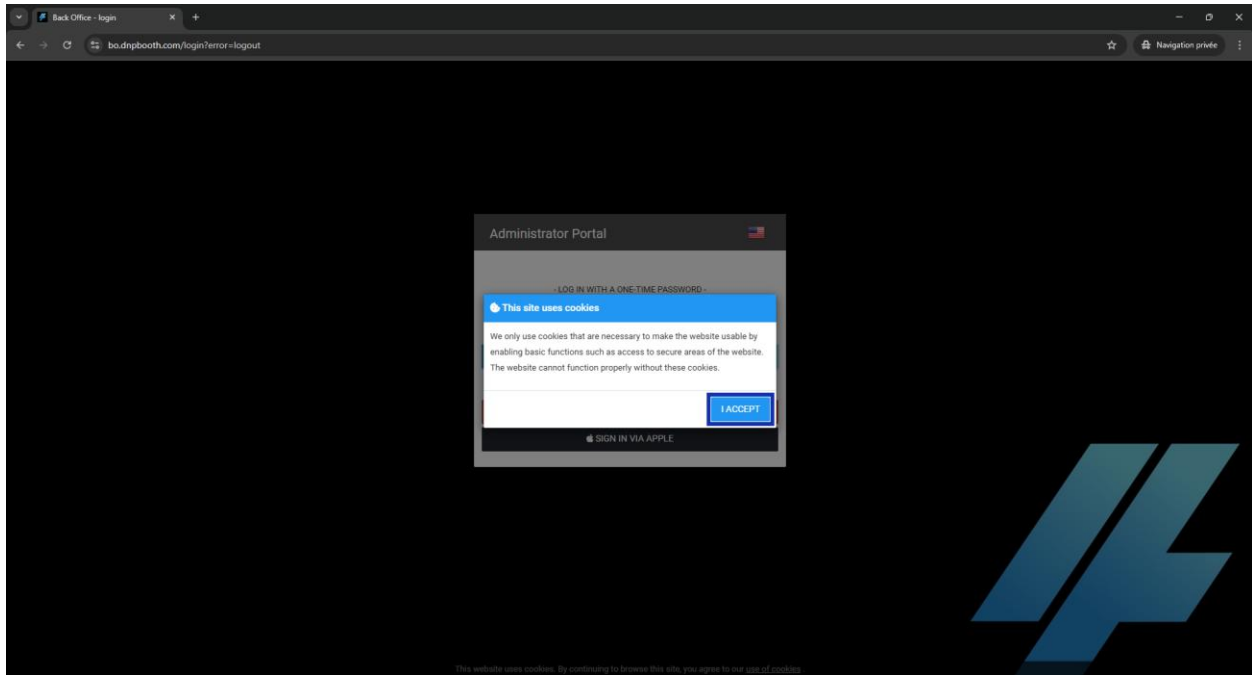 Back Office - login
bo.dnpbooth.com/login?error=logout
Navigation privée
Administrator Portal
- LOG IN WITH A ONE-TIME PASSWORD -
This site uses cookies
We only use cookies that are necessary to make the website usable by
enabling basic functions such as access to secure areas of the website.
The website cannot function properly without these cookies.
I ACCEPT
SIGN IN VIA APPLE
This website uses cookies. By continuing to browse this site, you agree to our use of cookies .